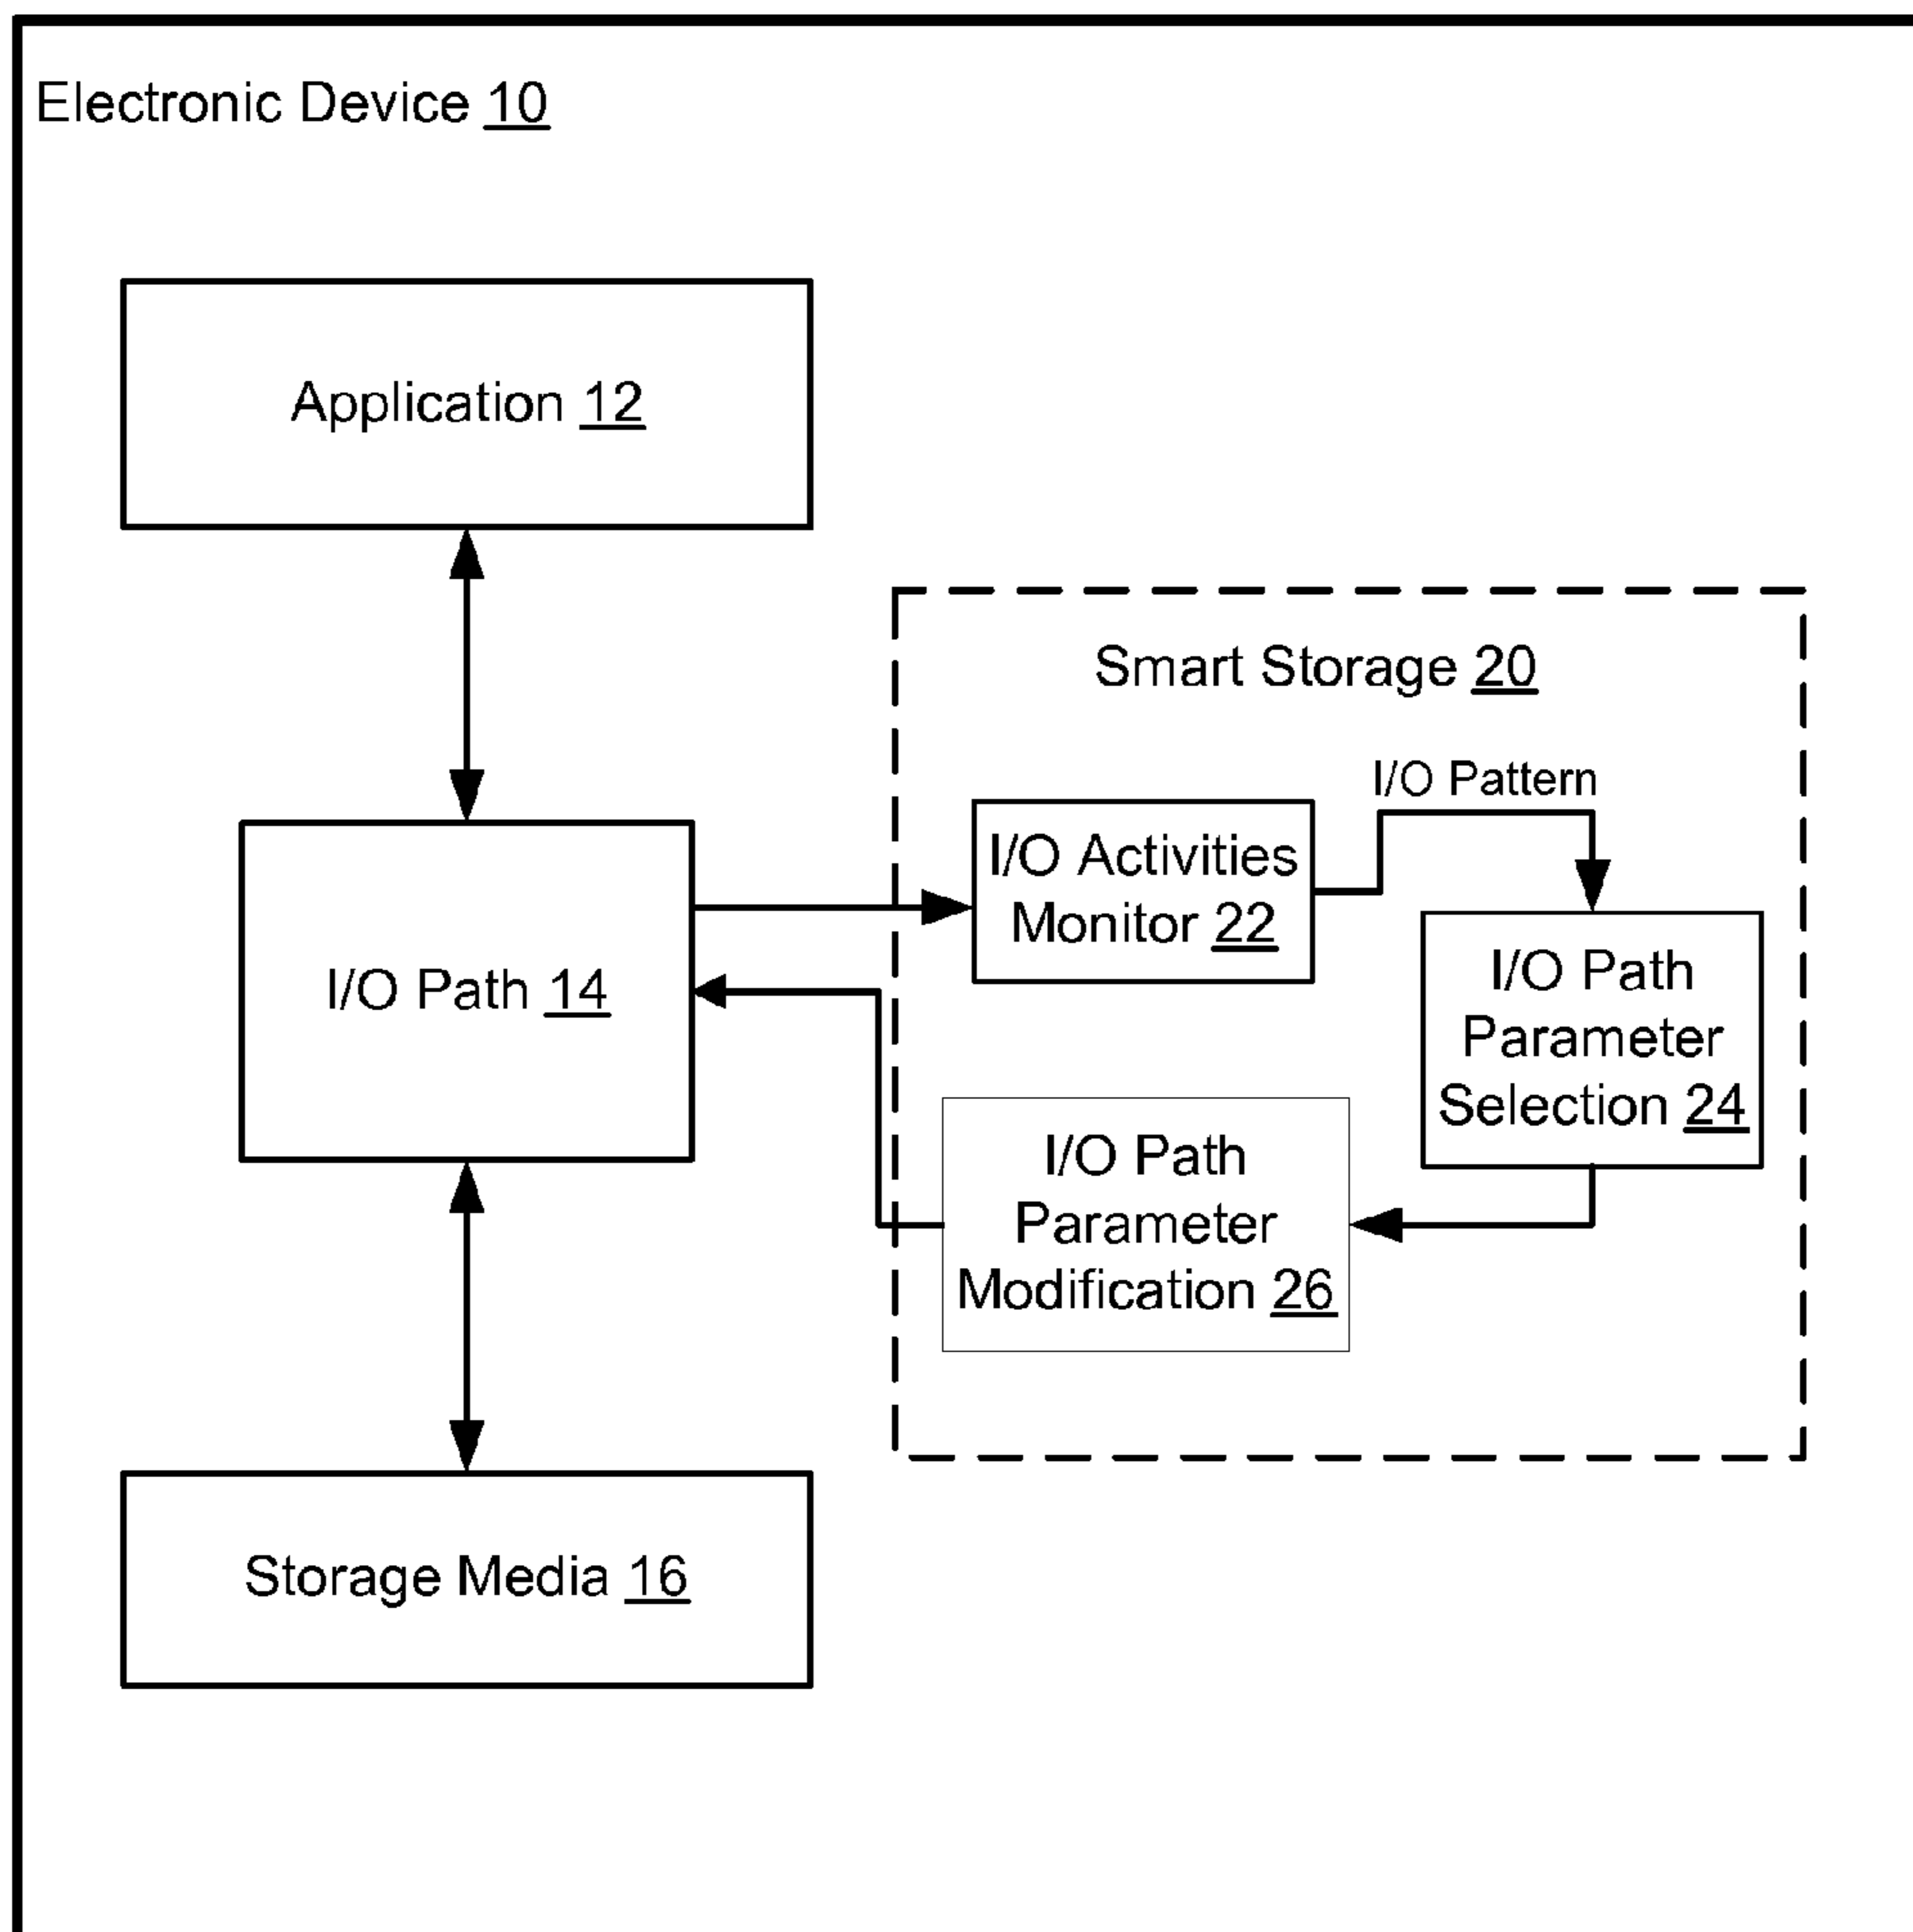 Electronic Device 10
Application 12
Smart Storage 20
I/O Pattern
I/O Activities
Monitor 22
I/O Path 14
I/O Path
Parameter
Selection 24
I/O Path
Parameter
Modification 26
Storage Media 16